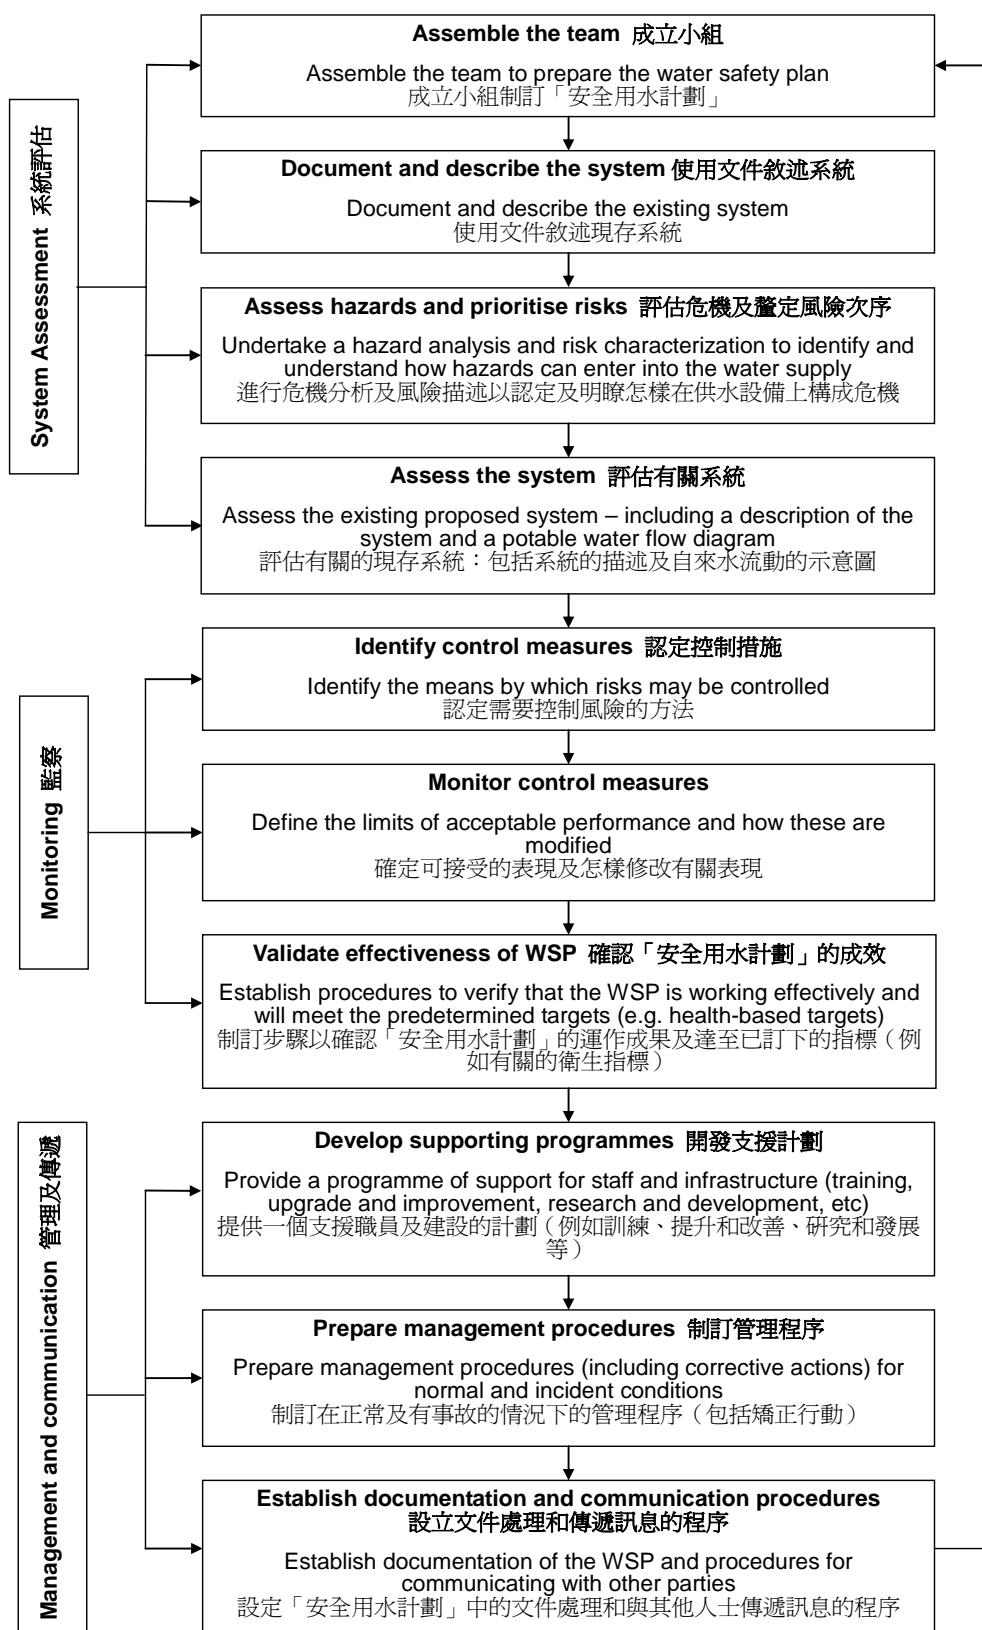 System Assessment 系統評估
Assemble the team 成立小組
Assemble the team to prepare the water safety plan
成立小組制訂「安全用水計劃」
Document and describe the system 使用文件敘述系統
Document and describe the existing system
使用文件敘述現存系統
Assess hazards and prioritise risks 評估危機及釐定風險次序
Undertake a hazard analysis and risk characterization to identify and
understand how hazards can enter into the water supply
進行危機分析及風險描述以認定及明瞭怎樣在供水設備上構成危機
Assess the system 評估有關系統
Assess the existing proposed system – including a description of the
system and a potable water flow diagram
評估有關的現存系統：包括系統的描述及自來水流動的示意圖
Monitoring 監察
Identify control measures 認定控制措施
Identify the means by which risks may be controlled
認定需要控制風險的方法
Monitor control measures
Define the limits of acceptable performance and how these are
modified
確定可接受的表現及怎樣修改有關表現
Validate effectiveness of WSP 確認「安全用水計劃」的成效
Establish procedures to verify that the WSP is working effectively and
will meet the predetermined targets (e.g. health-based targets)
制訂步驟以確認「安全用水計劃」的運作成果及達至已訂下的指標（例
如有關的衛生指標）
Management and communication 管理及傳遞
Develop supporting programmes 開發支援計劃
Provide a programme of support for staff and infrastructure (training,
upgrade and improvement, research and development, etc)
提供一個支援職員及建設的計劃（例如訓練、提升和改善、研究和發展
等）
Prepare management procedures 制訂管理程序
Prepare management procedures (including corrective actions) for
normal and incident conditions
制訂在正常及有事故的情況下的管理程序（包括矯正行動）
Establish documentation and communication procedures
設立文件處理和傳遞訊息的程序
Establish documentation of the WSP and procedures for
communicating with other parties
設定「安全用水計劃」中的文件處理和與其他人士傳遞訊息的程序